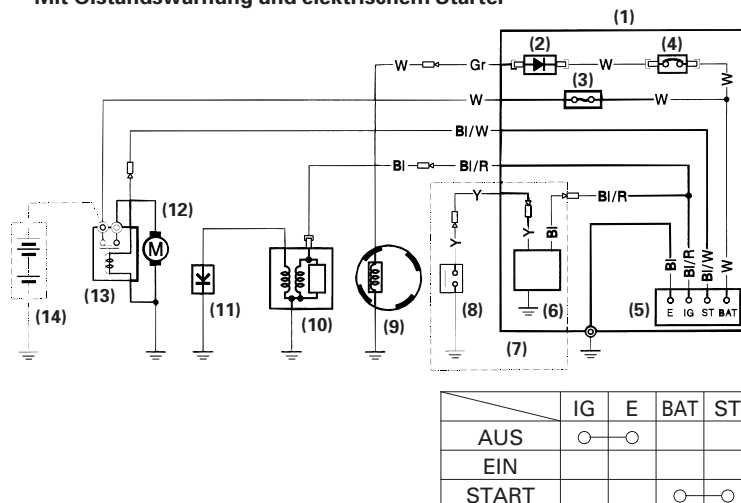 Mit Ölstandswarnung und elektrischem Starter
(1)
(2) (4)
W Gr W W
(3)
W W
Bl/W
Bl Bl/R
Y Bl/R
Y Y Bl
Bl Bl/R Bl/W W
(12)
M
(13) (14) (11) (10) (9) (8) (6) (5)
E IG ST BAT
(7)
IG E BAT ST
AUS
EIN
START